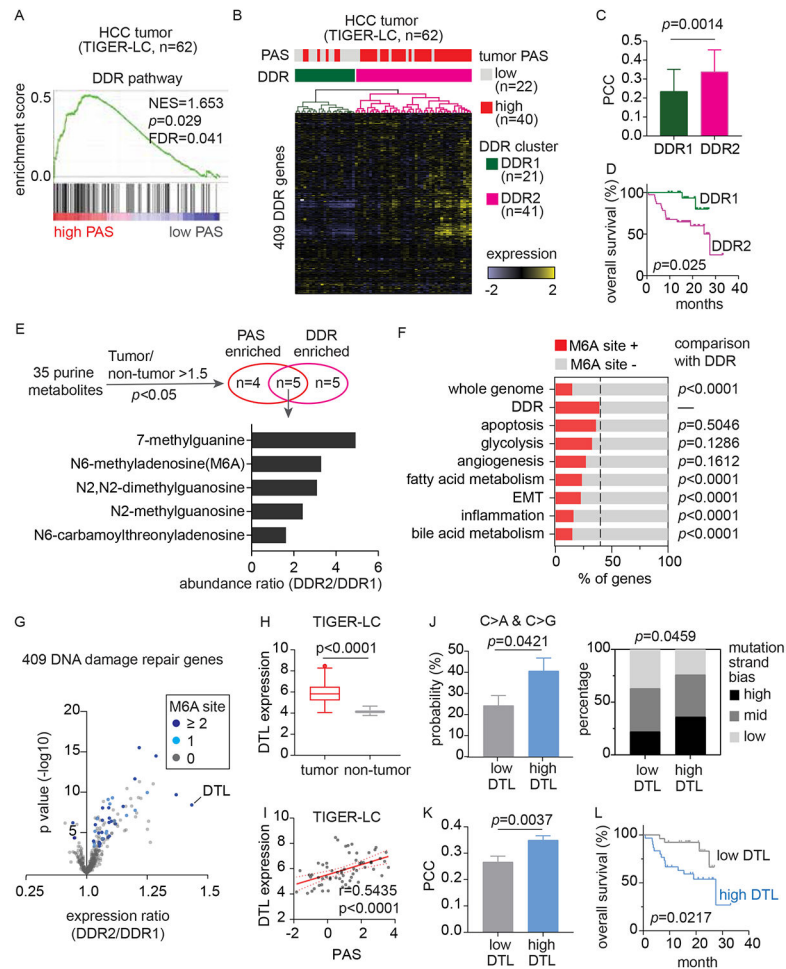 A
HCC tumor
(TIGER-LC, n=62)
DDR pathway
enrichment score
0.5
0.0
NES=1.653
p=0.029
FDR=0.041
high PAS
low PAS
B
HCC tumor
(TIGER-LC, n=62)
PAS
DDR
409 DDR genes
tumor PAS
low
(n=22)
high
(n=40)
DDR cluster
DDR1
(n=21)
DDR2
(n=41)
expression
-2
2
C
p=0.0014
PCC
0.5
0.4
0.3
0.2
0.1
0.0
DDR1
DDR2
D
overall survival (%)
100
50
0
DDR1
DDR2
p=0.025
0 10 20 30 40
months
E
35 purine
metabolites
Tumor/
non-tumor >1.5
p<0.05
PAS
enriched
DDR
enriched
n=4
n=5
n=5
7-methylguanine
N6-methyladenosine(M6A)
N2,N2-dimethylguanosine
N2-methylguanosine
N6-carbamoylthreonyladenosine
0 2 4 6
abundance ratio (DDR2/DDR1)
F
M6A site +
M6A site -
comparison
with DDR
whole genome p<0.0001
DDR —
apoptosis p=0.5046
glycolysis p=0.1286
angiogenesis p=0.1612
fatty acid metabolism p<0.0001
EMT p<0.0001
inflammation p<0.0001
bile acid metabolism p<0.0001
0 25 50 75 100
% of genes
G
409 DNA damage repair genes
M6A site
≥ 2
1
0
p value (-log10)
20
15
10
5
DTL
0.25 1.0 1.25 1.5
expression ratio
(DDR2/DDR1)
H
TIGER-LC
p<0.0001
DTL expression
10
8
6
4
2
tumor
non-tumor
I
TIGER-LC
DTL expression
10
8
6
4
2
r=0.5435
p<0.0001
-2 0 2 4
PAS
J
C>A & C>G
p=0.0421
probability (%)
50
40
30
20
10
0
low
DTL
high
DTL
p=0.0459
percentage
100
50
0
low
DTL
high
DTL
mutation
strand
bias
high
mid
low
K
p=0.0037
PCC
0.4
0.3
0.2
0.1
0.0
low
DTL
high
DTL
L
overall survival (%)
100
50
0
low DTL
high DTL
p=0.0217
0 10 20 30 40
month